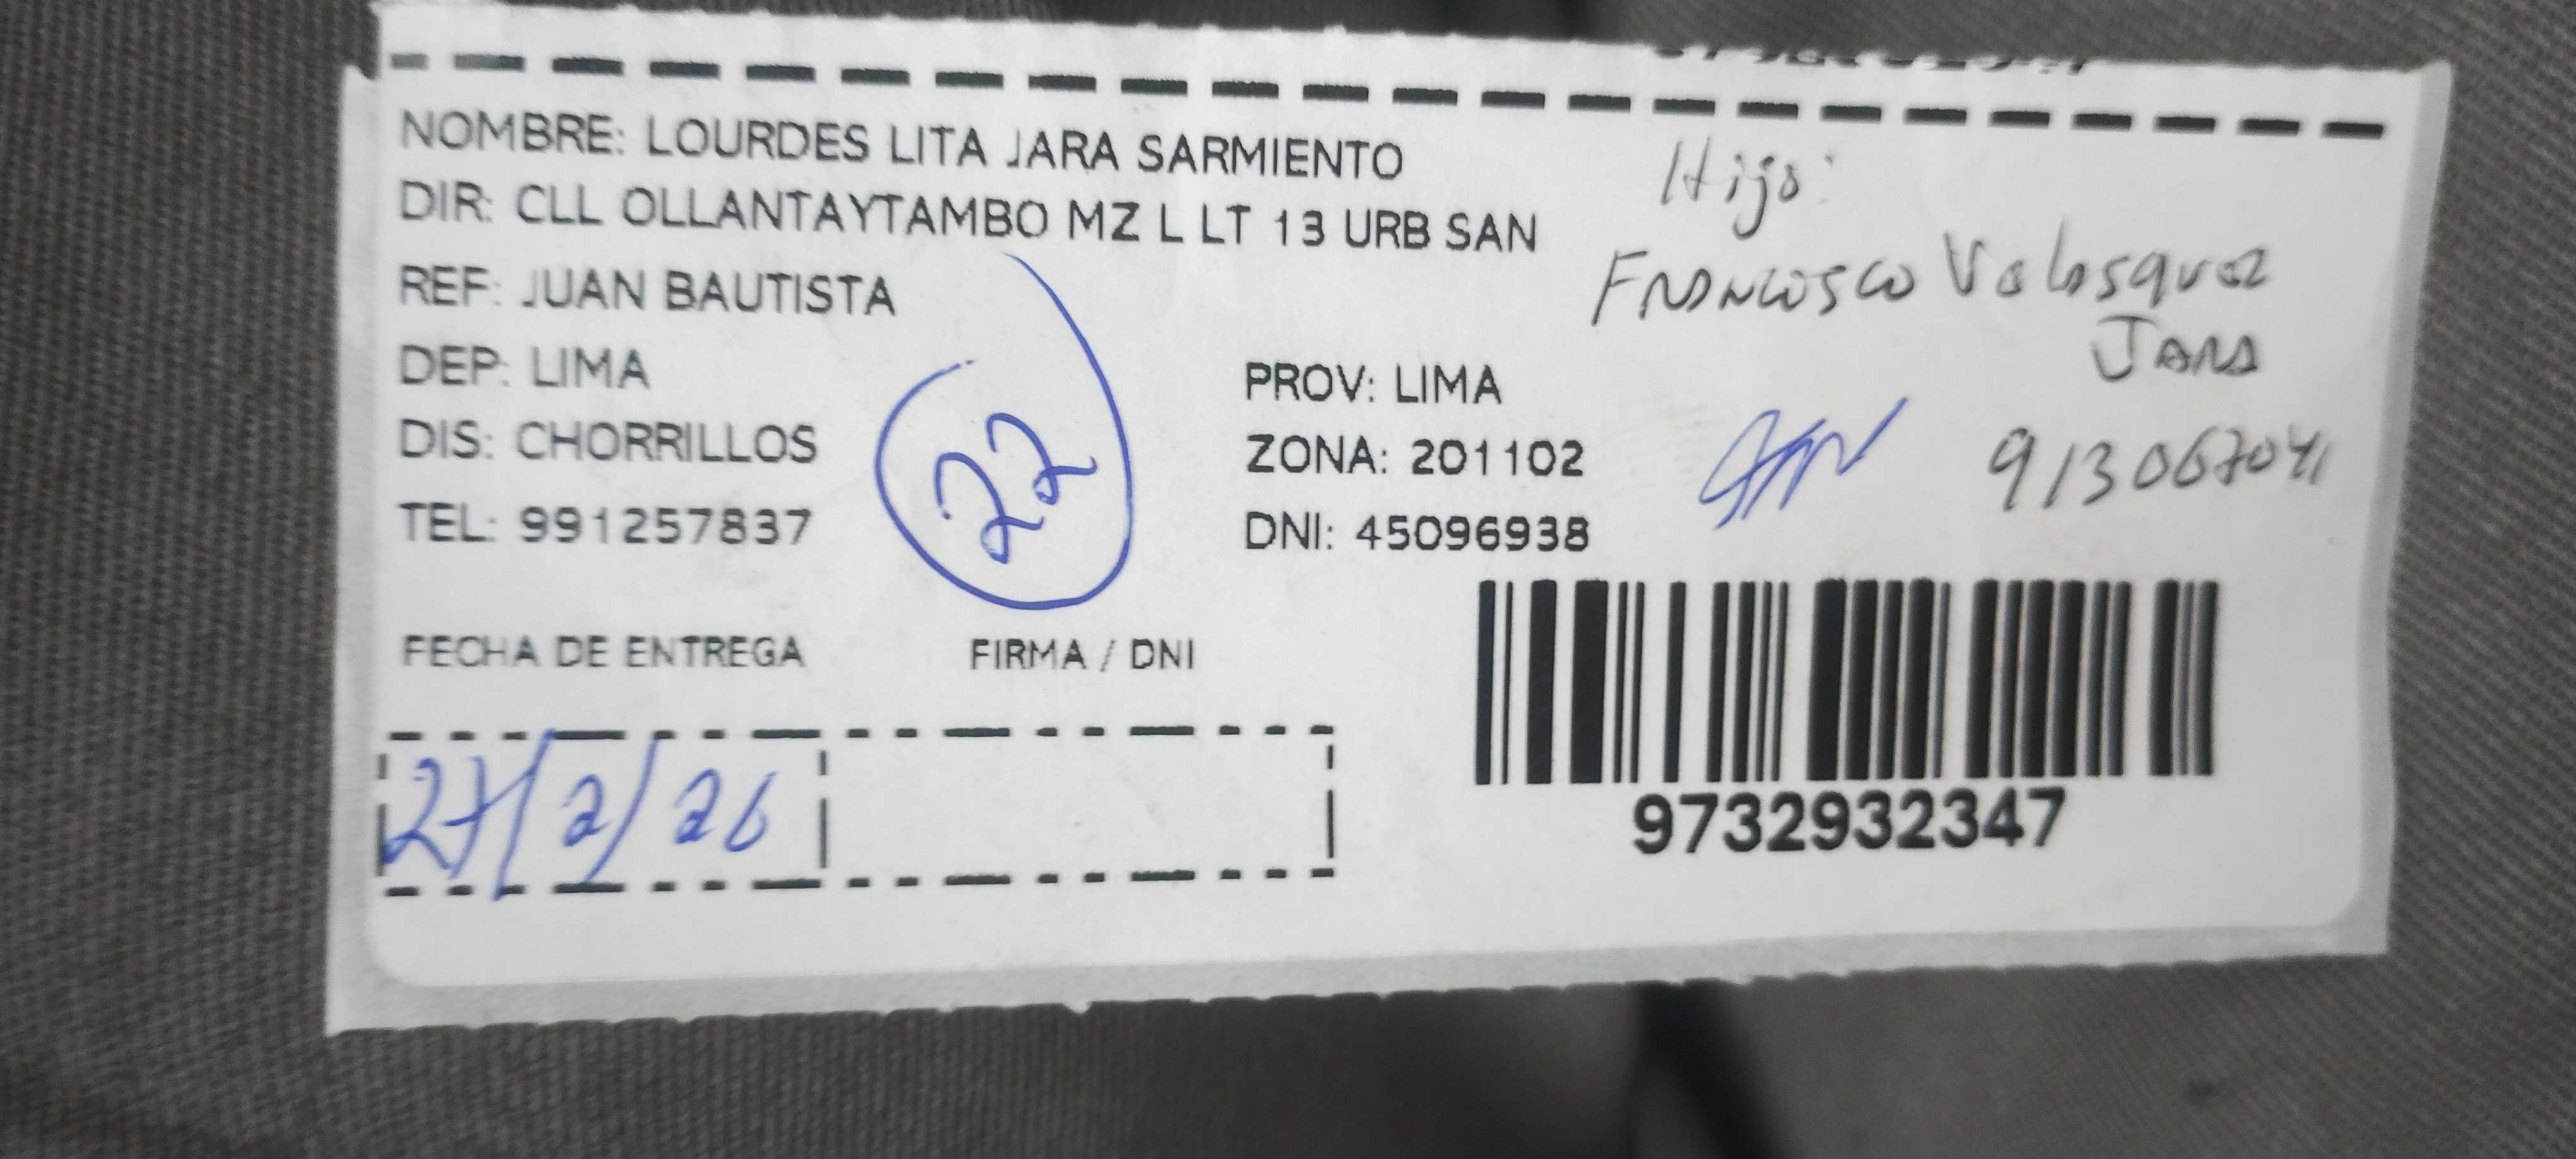 NOMBRE: LOURDES LITA JARA SARMIENTO
DIR: CLL OLLANTAYTAMBO MZ L LT 13 URB SAN
REF: JUAN BAUTISTA
DEP: LIMA
PROV: LIMA
DIS: CHORRILLOS
ZONA: 201102
TEL: 991257837
DNI: 45096938
22
Hijo:
Francisco Velasquez
Jara
913067041
FECHA DE ENTREGA
FIRMA / DNI
27/2/26
9732932347